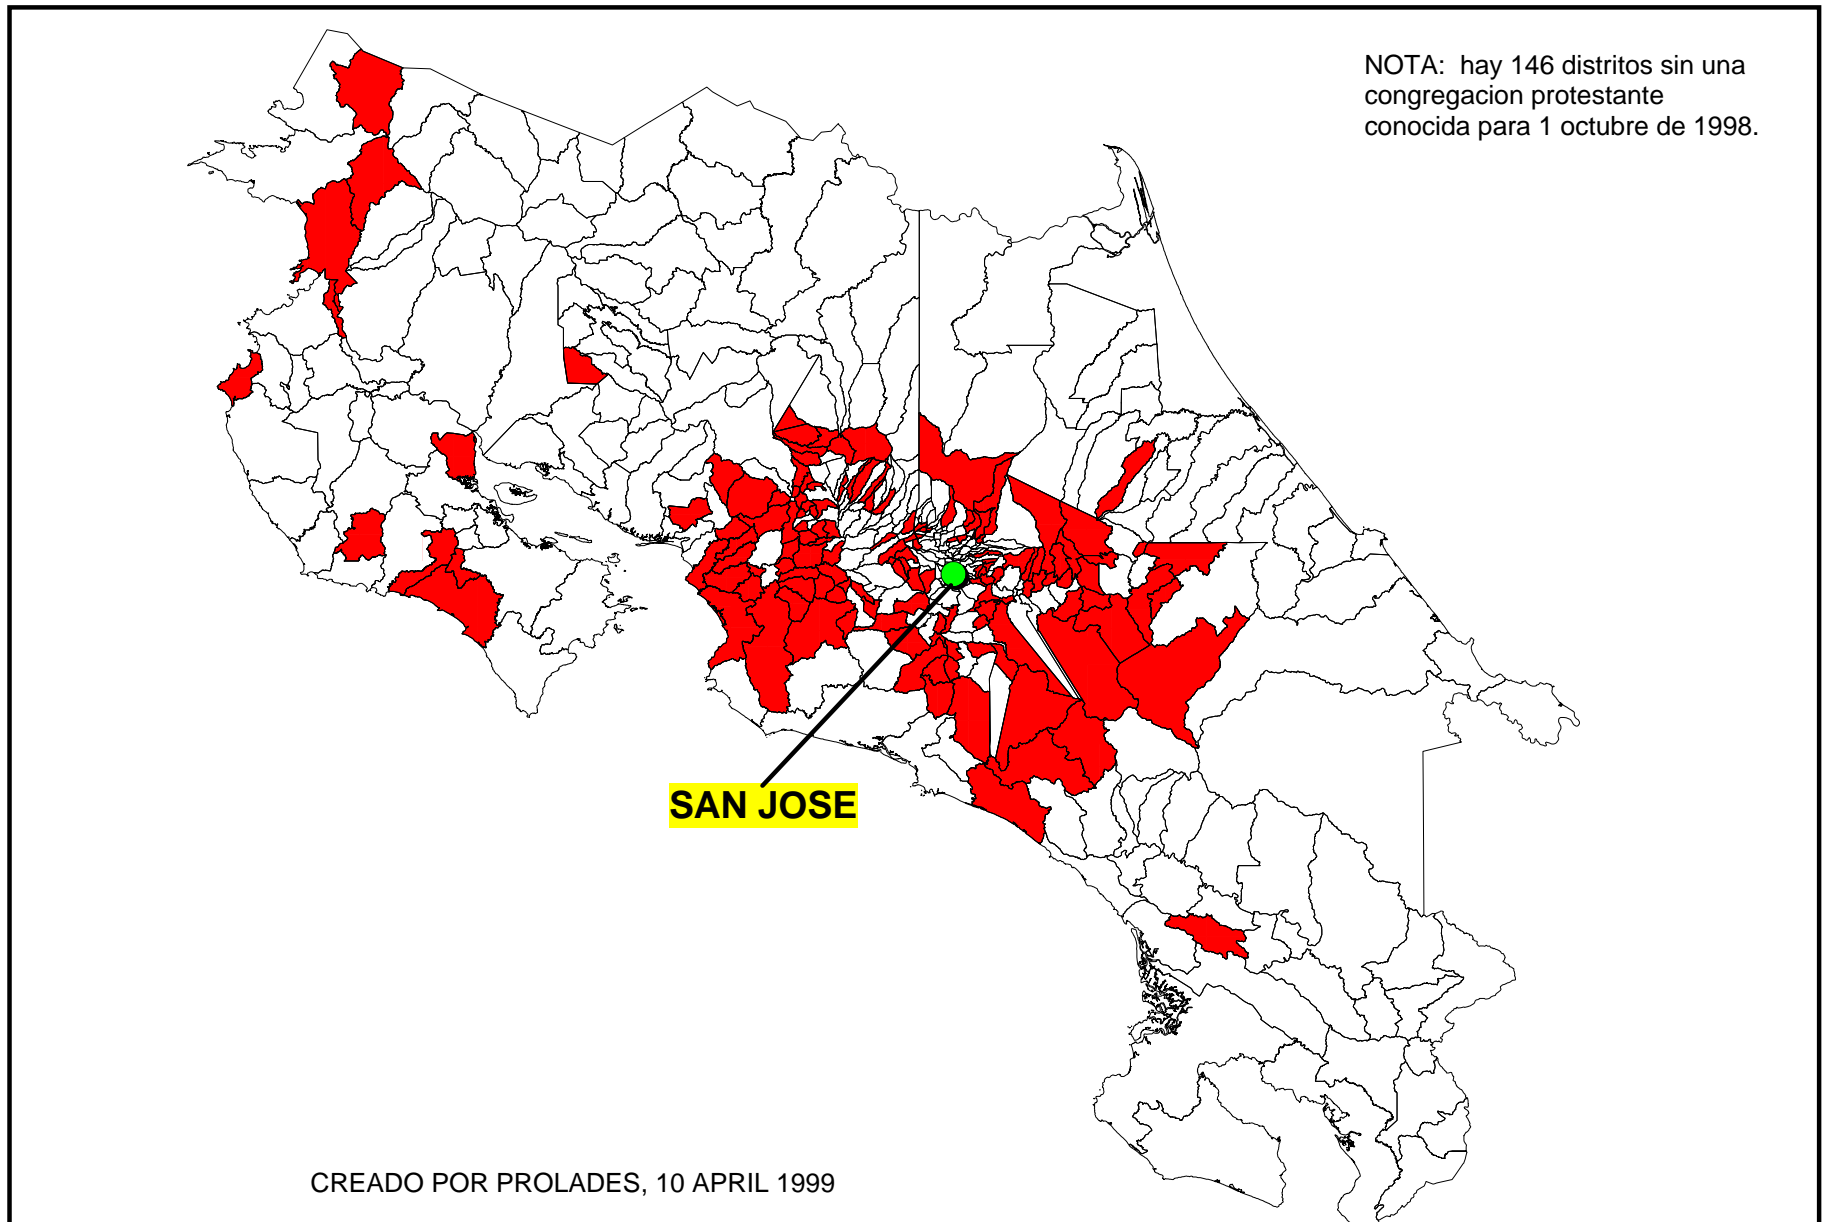 NOTA: hay 146 distritos sin una
congregacion protestante
conocida para 1 octubre de 1998.
SAN JOSE
CREADO POR PROLADES, 10 APRIL 1999